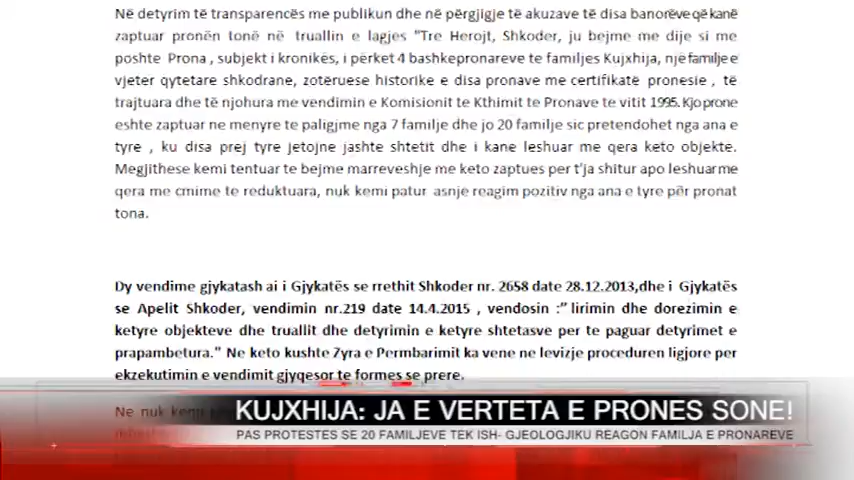 Në detyrim të transparencës me publikun dhe në përgjigje të akuzave të disa banorëve që kanë
zaptuar pronën tonë në truallin e lagjes "Tre Herojt, Shkoder, ju bejme me dije si me
poshte Prona , subjekt i kronikës, i përket 4 bashkepronareve te familjes Kujxhija, një familje e
vjeter qytetare shkodrane, zotëruese historike e disa pronave me certifikatë pronesie , të
trajtuara dhe të njohura me vendimin e Komisionit te Kthimit te Pronave te vitit 1995. Kjo prone
eshte zaptuar ne menyre te paligjme nga 7 familje dhe jo 20 familje sic pretendohet nga ana e
tyre , ku disa prej tyre jetojne jashte shtetit dhe i kane leshuar me qera keto objekte.
Megjithese kemi tentuar te bejme marreveshje me keto zaptues per t'ja shitur apo leshuar me
qera me cmime te reduktuara, nuk kemi patur asnje reagim pozitiv nga ana e tyre për pronat
tona.
Dy vendime gjykatash ai i Gjykatës se rrethit Shkoder nr. 2658 date 28.12.2013,dhe i Gjykatës
se Apelit Shkoder, vendimin nr.219 date 14.4.2015 , vendosin :" lirimin dhe dorezimin e
ketyre objekteve dhe truallit dhe detyrimin e ketyre shtetasve per te paguar detyrimet e
prapambetura." Ne keto kushte Zyra e Permbarimit ka vene ne levizje proceduren ligjore per
ekzekutimin e vendimit gjyqesor te formes se prere.
Ne nuk kemi
KUJXHIJA: JA E VERTETA E PRONES SONE!
PAS PROTESTES SE 20 FAMILJEVE TEK ISH- GJEOLOGJIKU REAGON FAMILJA E PRONAREVE